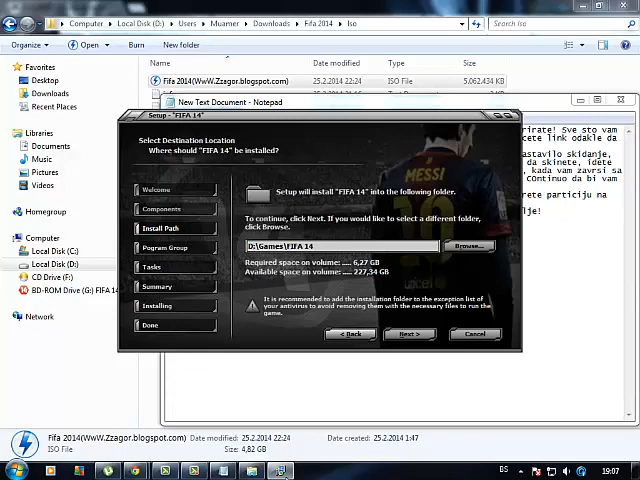 Computer ▸ Local Disk (D:) ▸ Users ▸ Muamer ▸ Downloads ▸ Fifa 2014 ▸ Iso
Search Iso
Organize
Open
Burn
New folder
Favorites
Desktop
Downloads
Recent Places
Libraries
Documents
Music
Pictures
Videos
Homegroup
Computer
Local Disk (C:)
Local Disk (D:)
CD Drive (F:)
BD-ROM Drive (G:) FIFA 14
Network
Name
Date modified
Type
Size
Fifa 2014(WwW.Zzagor.blogspot.com)
25.2.2014 22:24
ISO File
5.062.434 KB
New Text Document - Notepad
rirate! Sve sto vam
cete link odakle da
astavilo skidanje,
da skinete, idete
, kada vam zavrsi sa
COntinue da bi vam
rete particiju na
lje!
Setup - "FIFA 14"
Select Destination Location
Where should "FIFA 14" be installed?
Welcome
Components
Install Path
Program Group
Tasks
Summary
Installing
Done
MESSI
Setup will install "FIFA 14" into the following folder.
To continue, click Next. If you would like to select a different folder,
click Browse.
D:\Games\FIFA 14
Browse...
Required space on volume: ..... 6,27 GB
Available space on volume: ..... 227,34 GB
It is recommended to add the installation folder to the exception list of
your antivirus to avoid removing them with the necessary files to run the
game.
< Back
Next >
Cancel
Fifa 2014(WwW.Zzagor.blogspot.com)
Date modified: 25.2.2014 22:24
Date created: 25.2.2014 1:47
ISO File
Size: 4,82 GB
BS
19:07